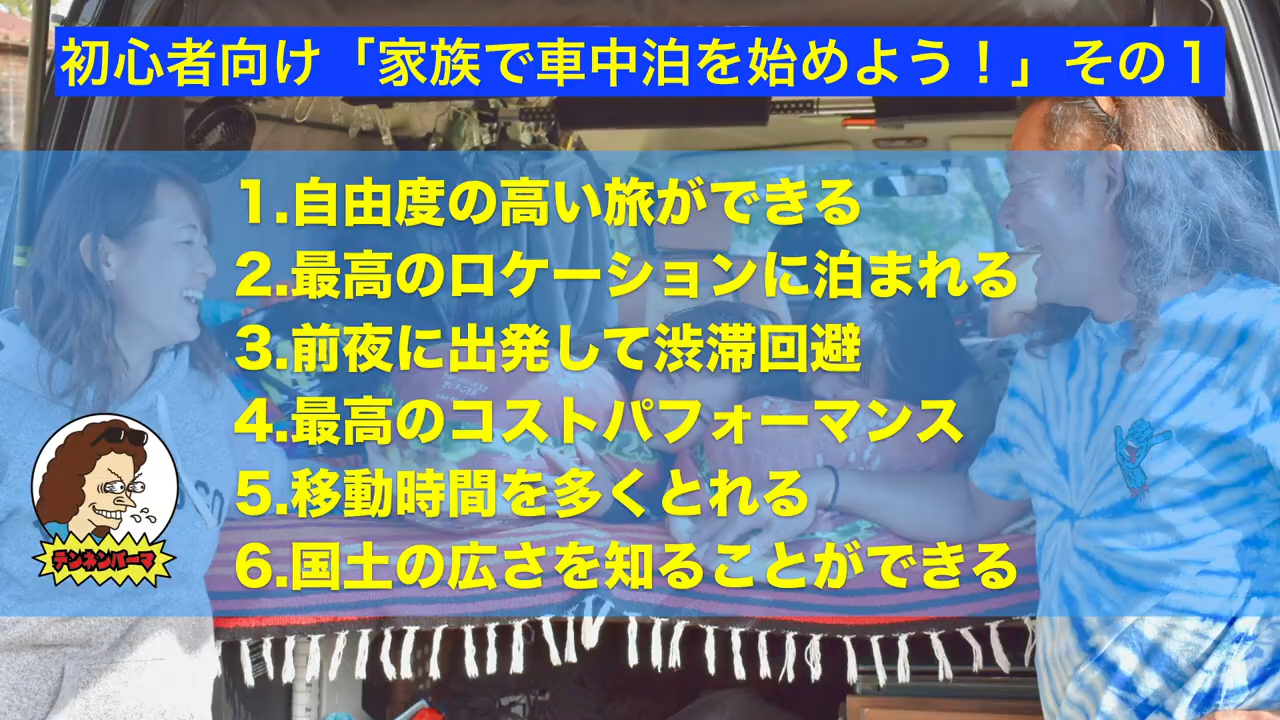 初心者向け「家族で車中泊を始めよう！」その１
1.自由度の高い旅ができる
2.最高のロケーションに泊まれる
3.前夜に出発して渋滞回避
4.最高のコストパフォーマンス
5.移動時間を多くとれる
6.国土の広さを知ることができる
テンネンパーマ